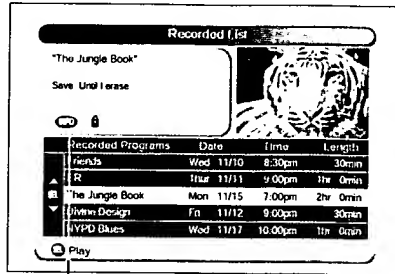 Recorded List
"The Jungle Book"
Save Until I erase
INFO
Recorded Programs Date Time Length
Friends Wed 11/10 8:30pm 30min
ER Thur 11/11 9:00pm 1hr 0min
The Jungle Book Mon 11/15 7:00pm 2hr 0min
Divine Design Fri 11/12 9:00pm 30min
NYPD Blues Wed 11/17 10:00pm 1hr 0min
SEL Play